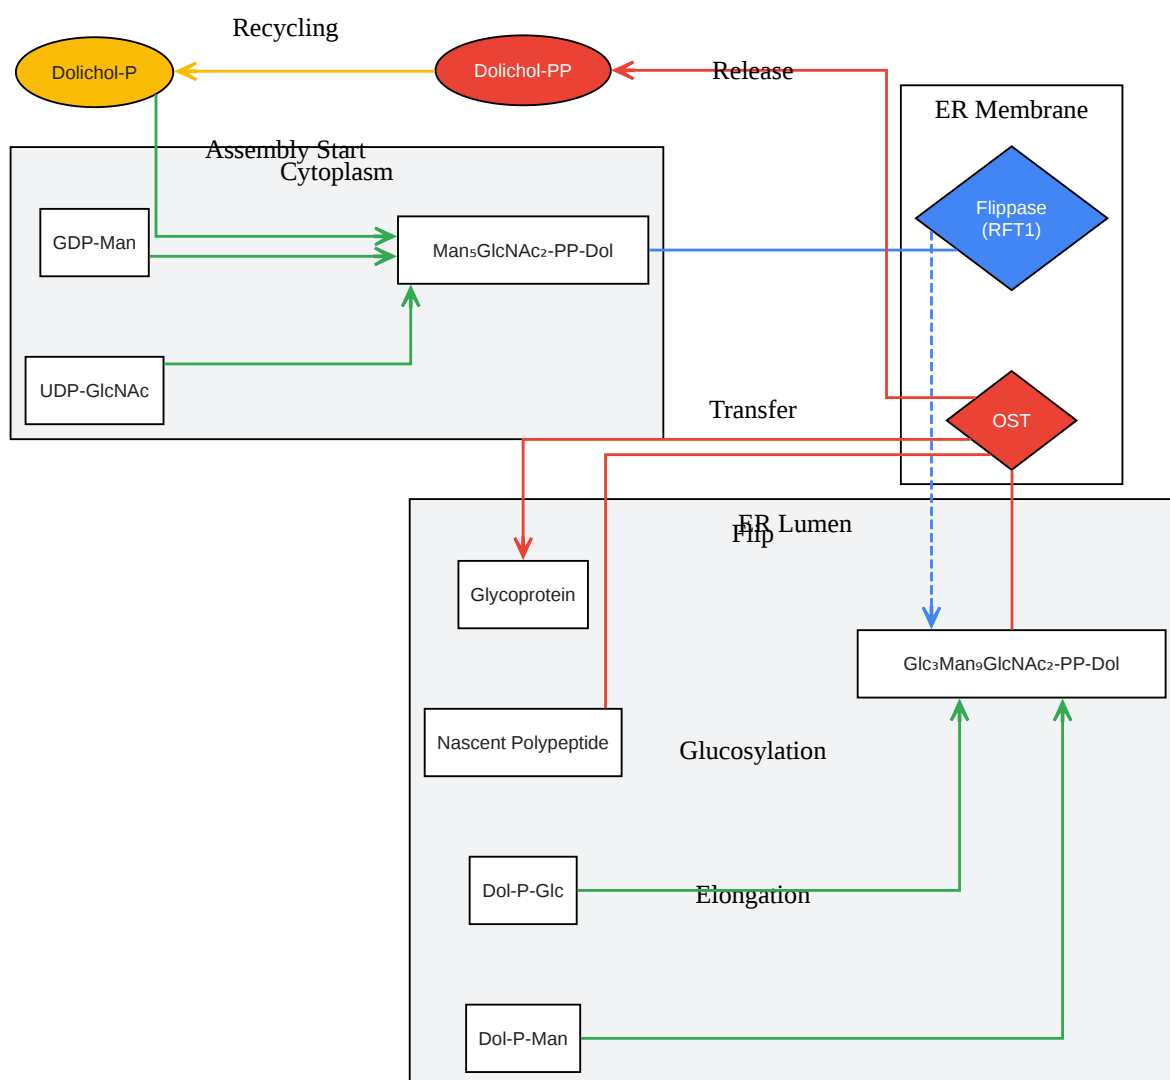 Recycling
Dolichol-P
Dolichol-PP
Release
ER Membrane
Assembly Start
Cytoplasm
Flippase
(RFT1)
GDP-Man
Man₅GlcNAc₂-PP-Dol
UDP-GlcNAc
Transfer
OST
ER Lumen
Flip
Glycoprotein
Glc₃Man₉GlcNAc₂-PP-Dol
Nascent Polypeptide
Glucosylation
Dol-P-Glc
Elongation
Dol-P-Man